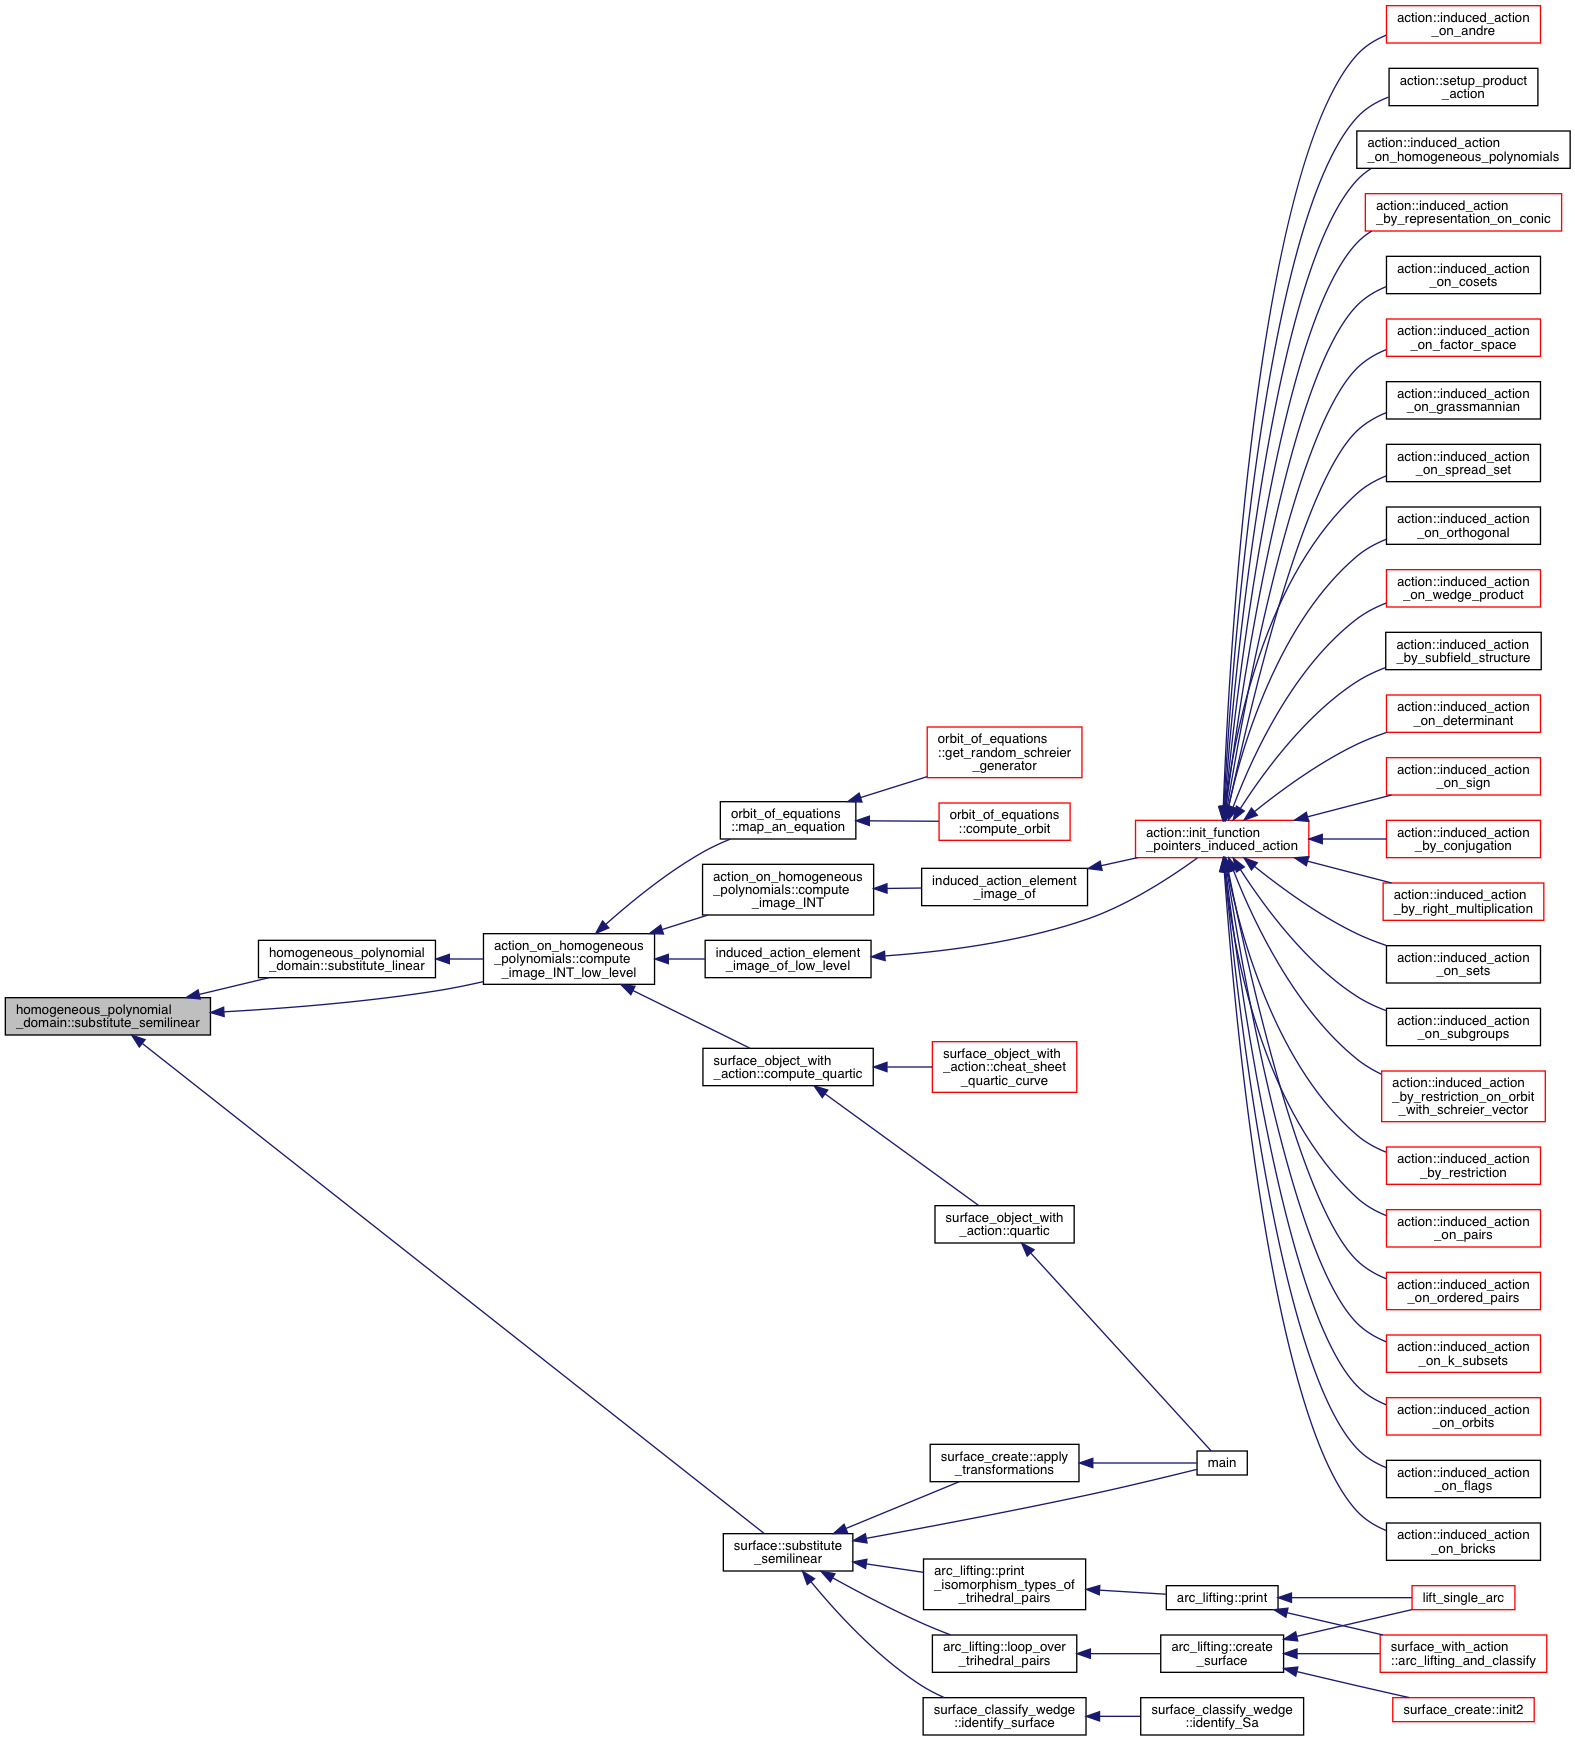 action::induced_action
_on_andre
action::setup_product
_action
action::induced_action
_on_homogeneous_polynomials
action::induced_action
_by_representation_on_conic
action::induced_action
_on_cosets
action::induced_action
_on_factor_space
action::induced_action
_on_grassmannian
action::induced_action
_on_spread_set
action::induced_action
_on_orthogonal
action::induced_action
_on_wedge_product
action::induced_action
_by_subfield_structure
action::induced_action
_on_determinant
action::induced_action
_on_sign
action::induced_action
_by_conjugation
action::induced_action
_by_right_multiplication
action::induced_action
_on_sets
action::induced_action
_on_subgroups
action::induced_action
_by_restriction_on_orbit
_with_schreier_vector
action::induced_action
_by_restriction
action::induced_action
_on_pairs
action::induced_action
_on_ordered_pairs
action::induced_action
_on_k_subsets
action::induced_action
_on_orbits
action::induced_action
_on_flags
action::induced_action
_on_bricks
action::init_function
_pointers_induced_action
orbit_of_equations
::get_random_schreier
_generator
orbit_of_equations
::map_an_equation
orbit_of_equations
::compute_orbit
action_on_homogeneous
_polynomials::compute
_image_INT
induced_action_element
_image_of
homogeneous_polynomial
_domain::substitute_linear
action_on_homogeneous
_polynomials::compute
_image_INT_low_level
induced_action_element
_image_of_low_level
homogeneous_polynomial
_domain::substitute_semilinear
surface_object_with
_action::compute_quartic
surface_object_with
_action::cheat_sheet
_quartic_curve
surface_object_with
_action::quartic
surface_create::apply
_transformations
main
surface::substitute
_semilinear
arc_lifting::print
_isomorphism_types_of
_trihedral_pairs
arc_lifting::print
lift_single_arc
arc_lifting::loop_over
_trihedral_pairs
arc_lifting::create
_surface
surface_with_action
::arc_lifting_and_classify
surface_classify_wedge
::identify_surface
surface_classify_wedge
::identify_Sa
surface_create::init2